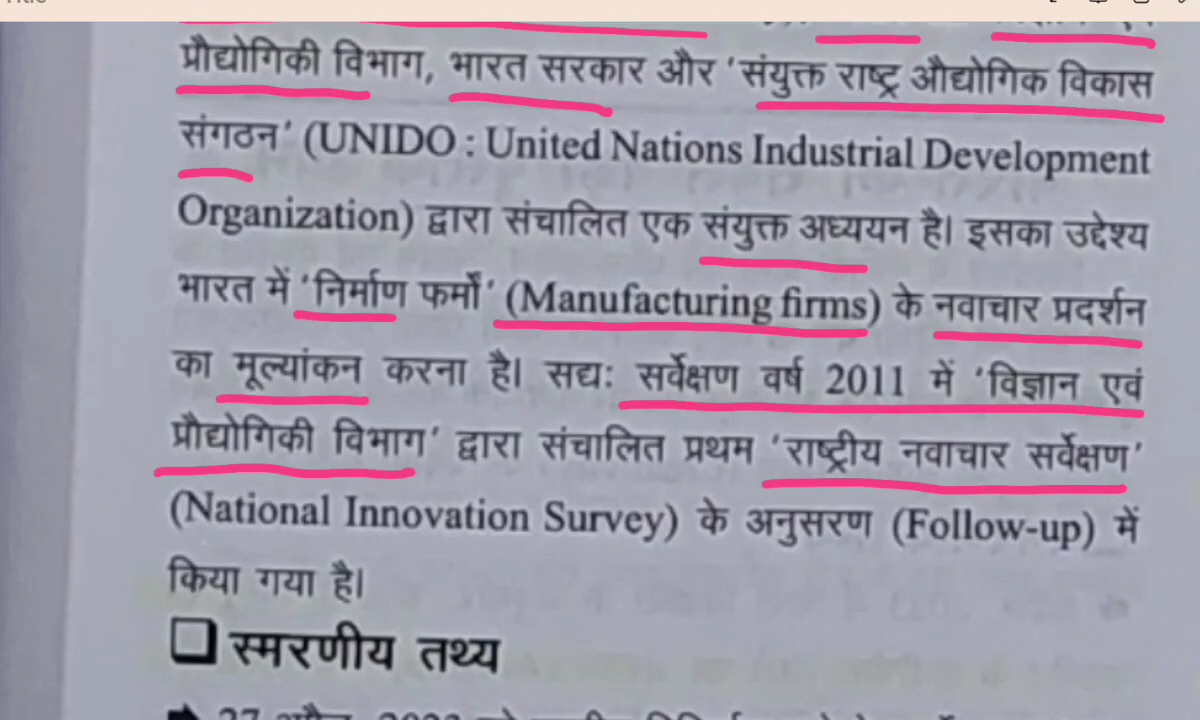 प्रौद्योगिकी विभाग, भारत सरकार और 'संयुक्त राष्ट्र औद्योगिक विकास
संगठन' (UNIDO : United Nations Industrial Development
Organization) द्वारा संचालित एक संयुक्त अध्ययन है। इसका उद्देश्य
भारत में 'निर्माण फर्मों' (Manufacturing firms) के नवाचार प्रदर्शन
का मूल्यांकन करना है। सद्यः सर्वेक्षण वर्ष 2011 में 'विज्ञान एवं
प्रौद्योगिकी विभाग' द्वारा संचालित प्रथम 'राष्ट्रीय नवाचार सर्वेक्षण'
(National Innovation Survey) के अनुसरण (Follow-up) में
किया गया है।
स्मरणीय तथ्य